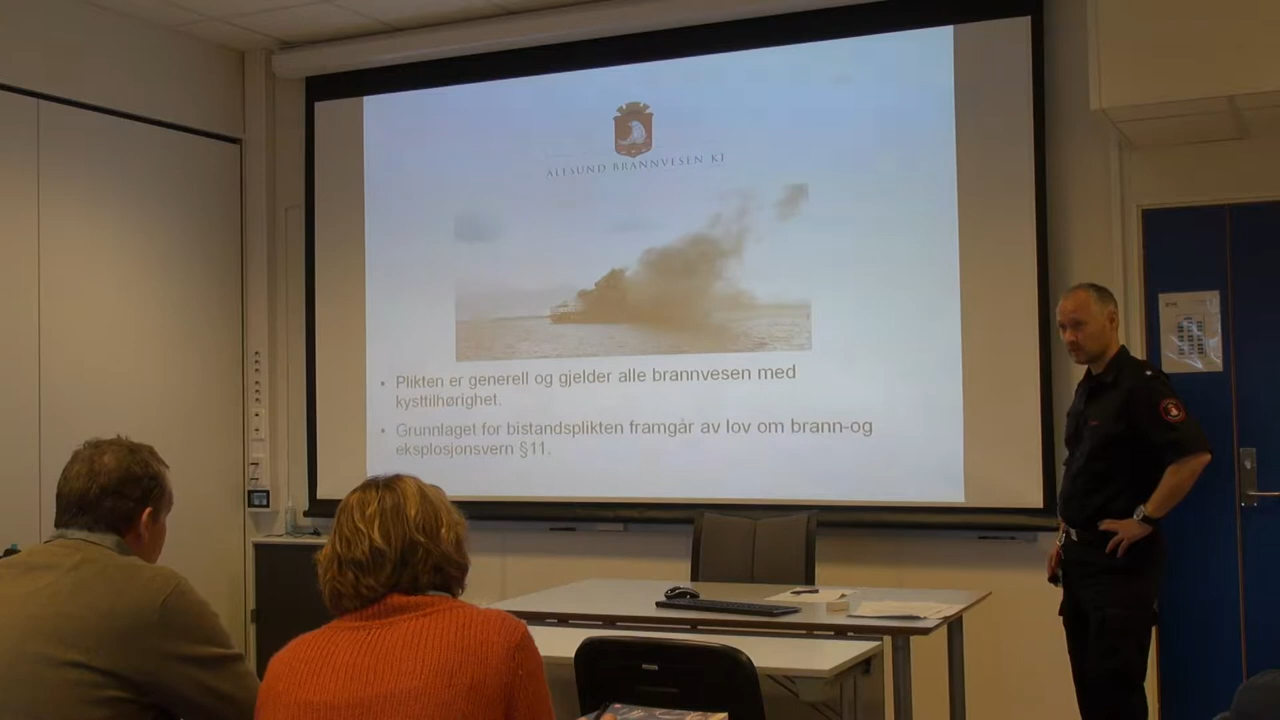 ÅLESUND BRANNVESEN KF
• Plikten er generell og gjelder alle brannvesen med
kysttilhørighet.
• Grunnlaget for bistandsplikten framgår av lov om brann-og
eksplosjonsvern §11.